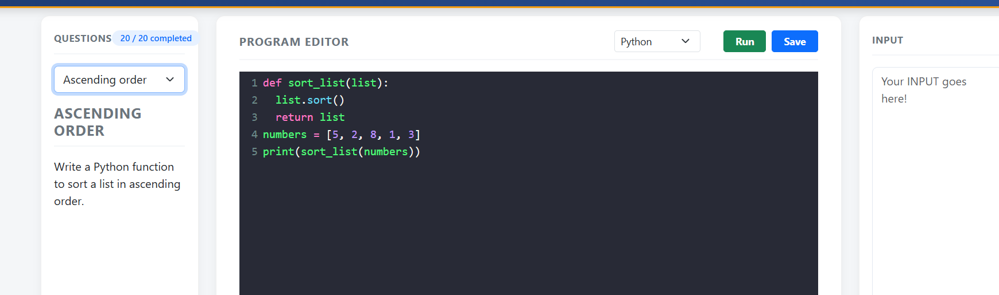 QUESTIONS 20 / 20 completed
Ascending order
ASCENDING
ORDER
Write a Python function
to sort a list in ascending
order.
PROGRAM EDITOR
Python
Run
Save
1 def sort_list(list):
2   list.sort()
3   return list
4 numbers = [5, 2, 8, 1, 3]
5 print(sort_list(numbers))
INPUT
Your INPUT goes
here!